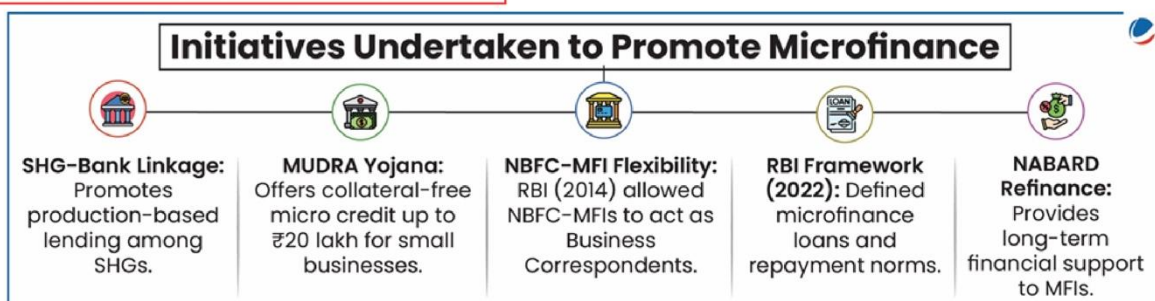 Initiatives Undertaken to Promote Microfinance
SHG-Bank Linkage:
Promotes
production-based
lending among
SHGs.
MUDRA Yojana:
Offers collateral-free
micro credit up to
₹20 lakh for small
businesses.
NBFC-MFI Flexibility:
RBI (2014) allowed
NBFC-MFIs to act as
Business
Correspondents.
LOAN
RBI Framework
(2022): Defined
microfinance
loans and
repayment norms.
NABARD
Refinance:
Provides
long-term
financial support
to MFIs.